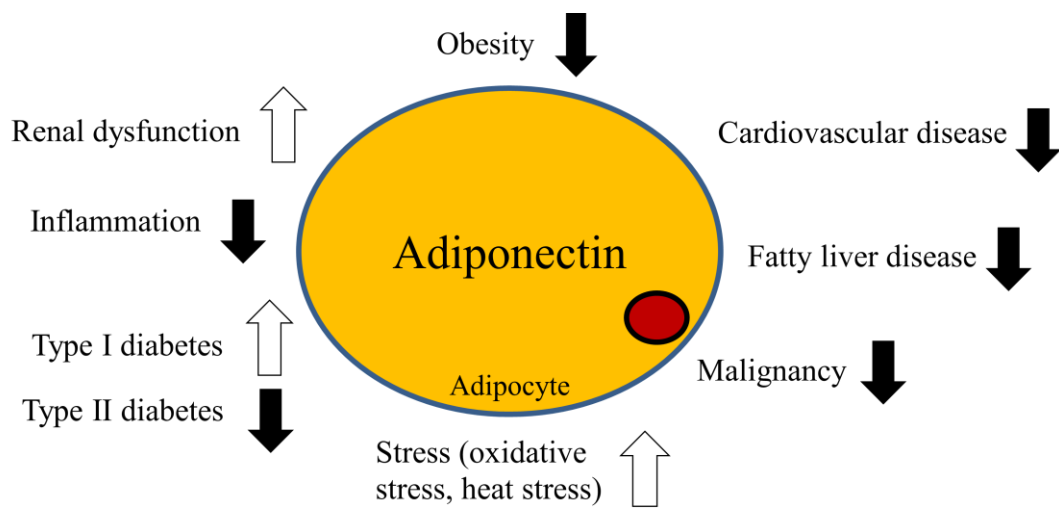 Obesity
Renal dysfunction
Cardiovascular disease
Inflammation
Adiponectin
Fatty liver disease
Type I diabetes
Malignancy
Adipocyte
Type II diabetes
Stress (oxidative
stress, heat stress)